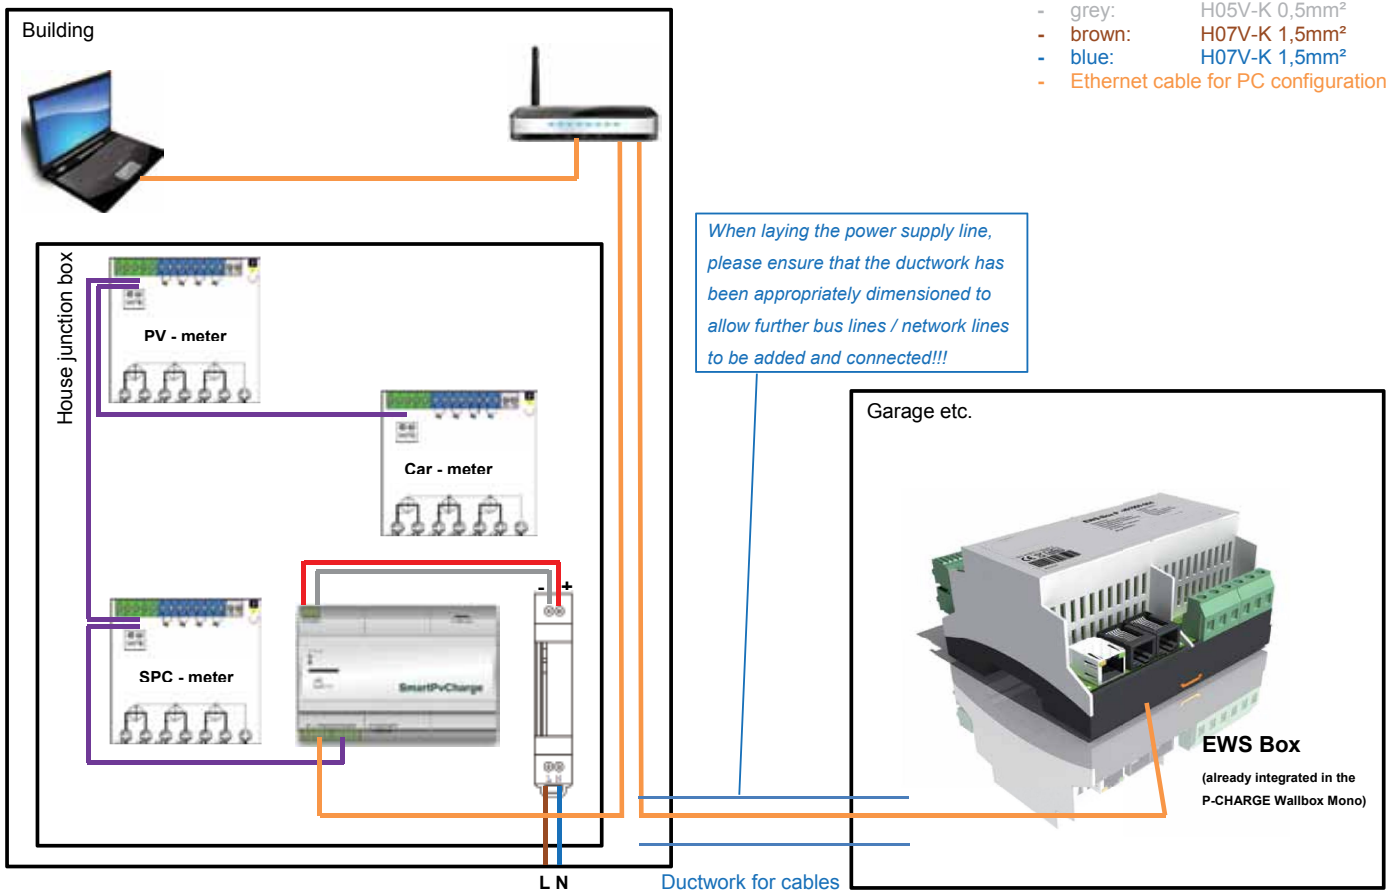 - grey: H05V-K 0,5mm²
- brown: H07V-K 1,5mm²
- blue: H07V-K 1,5mm²
- Ethernet cable for PC configuration
Building
House junction box
PV - meter
Car - meter
SPC - meter
SmartPvCharge
- +
L N
When laying the power supply line,
please ensure that the ductwork has
been appropriately dimensioned to
allow further bus lines / network lines
to be added and connected!!!
Ductwork for cables
Garage etc.
EWS Box
(already integrated in the
P-CHARGE Wallbox Mono)